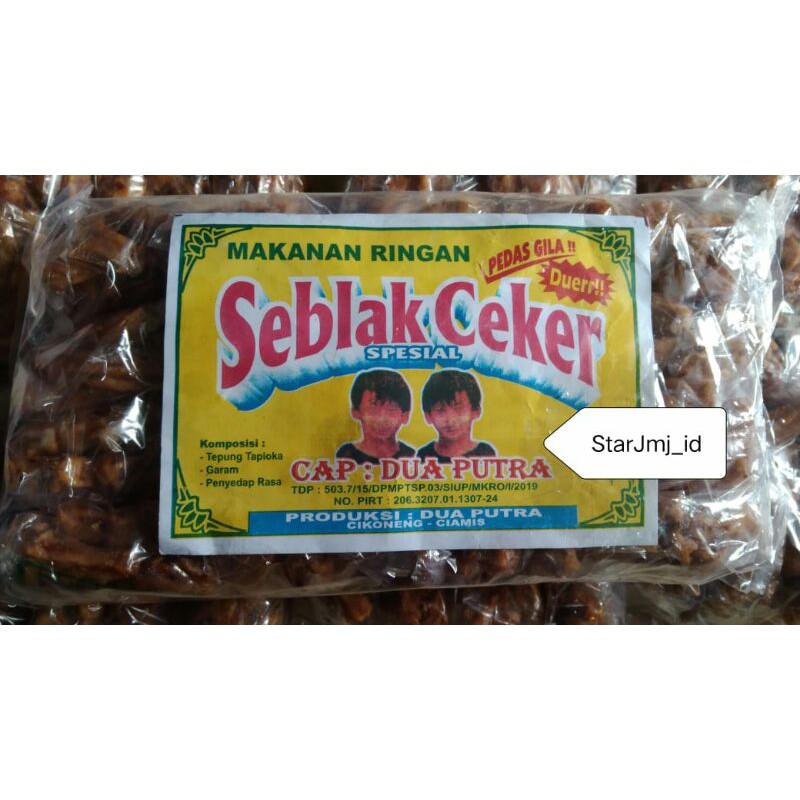 MAKANAN RINGAN
PEDAS GILA !!
Duerr!!
Seblak Ceker
SPESIAL
Komposisi :
- Tepung Tapioka
- Garam
- Penyedap Rasa
CAP : DUA PUTRA
TDP : 503.7/15/DPMPTSP.03/SIUP/MKRO/I/2019
NO. PIRT : 206.3207.01.1307-24
PRODUKSI : DUA PUTRA
CIKONENG - CIAMIS
StarJmj_id